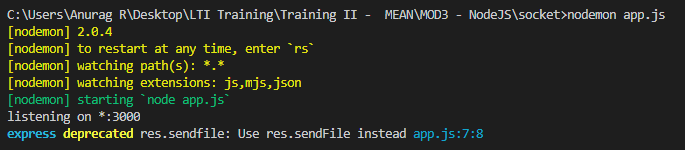 C:\Users\Anurag R\Desktop\LTI Training\Training II -  MEAN\MOD3 - NodeJS\socket>nodemon app.js
[nodemon] 2.0.4
[nodemon] to restart at any time, enter `rs`
[nodemon] watching path(s): *.*
[nodemon] watching extensions: js,mjs,json
[nodemon] starting `node app.js`
listening on *:3000
express deprecated res.sendfile: Use res.sendFile instead app.js:7:8